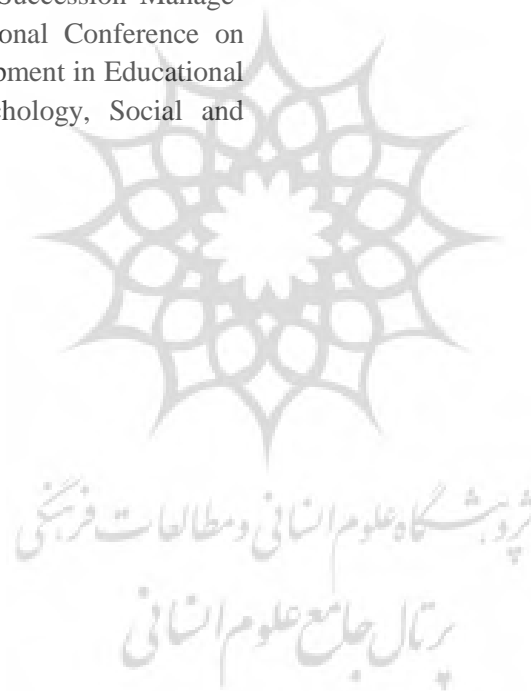 Succession Manage-
onal Conference on
pment in Educational
chology, Social and
پژوهشگاه علوم انسانی و مطالعات فرهنگی
پرتال جامع علوم انسانی